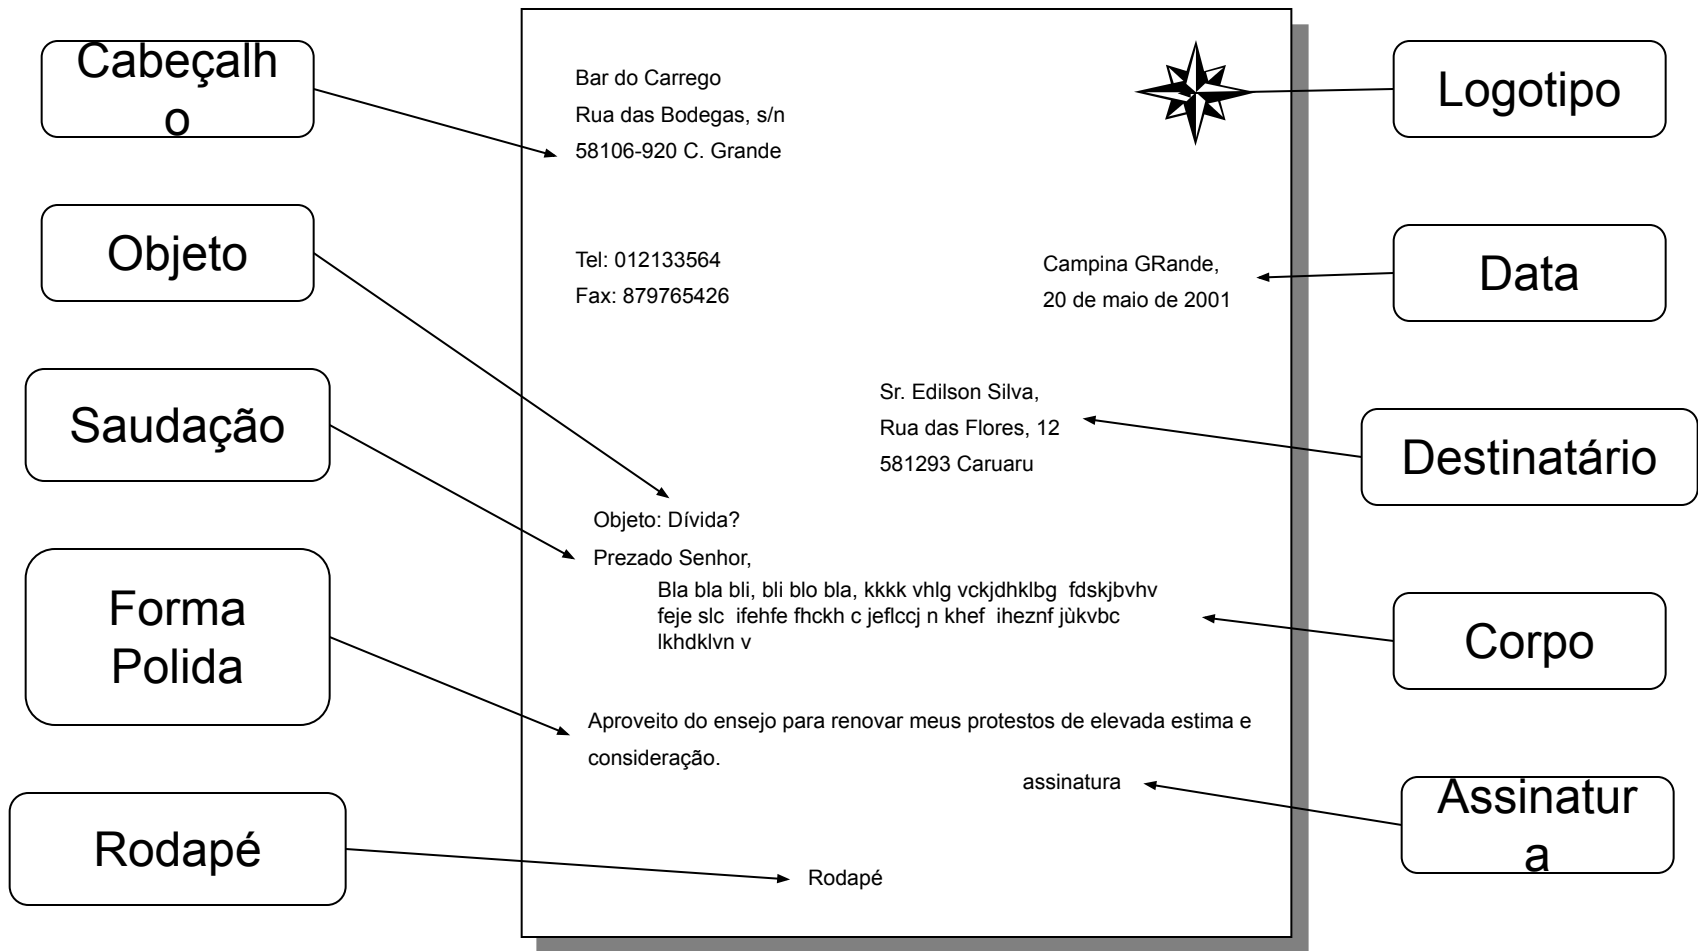 Cabeçalh
o
Objeto
Saudação
Forma
Polida
Rodapé
Bar do Carrego
Rua das Bodegas, s/n
58106-920 C. Grande
Tel: 012133564
Fax: 879765426
Campina GRande,
20 de maio de 2001
Sr. Edilson Silva,
Rua das Flores, 12
581293 Caruaru
Objeto: Dívida?
Prezado Senhor,
Bla bla bli, bli blo bla, kkkk vhlg vckjdhklbg  fdskjbvhv
feje slc  ifehfe fhckh c jeflccj n khef  iheznf jùkvbc
lkhdklvn v
Aproveito do ensejo para renovar meus protestos de elevada estima e
consideração.
assinatura
Rodapé
Logotipo
Data
Destinatário
Corpo
Assinatur
a